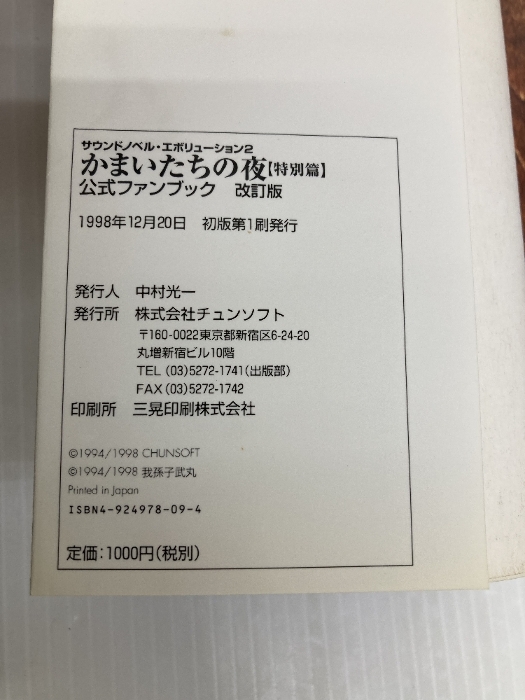 サウンドノベル・エボリューション2
かまいたちの夜【特別篇】
公式ファンブック 改訂版
1998年12月20日 初版第1刷発行
発行人 中村光一
発行所 株式会社チュンソフト
〒160-0022東京都新宿区6-24-20
丸増新宿ビル10階
TEL (03)5272-1741(出版部)
FAX (03)5272-1742
印刷所 三晃印刷株式会社
©1994/1998 CHUNSOFT
©1994/1998 我孫子武丸
Printed in Japan
ISBN4-924978-09-4
定価：1000円(税別)